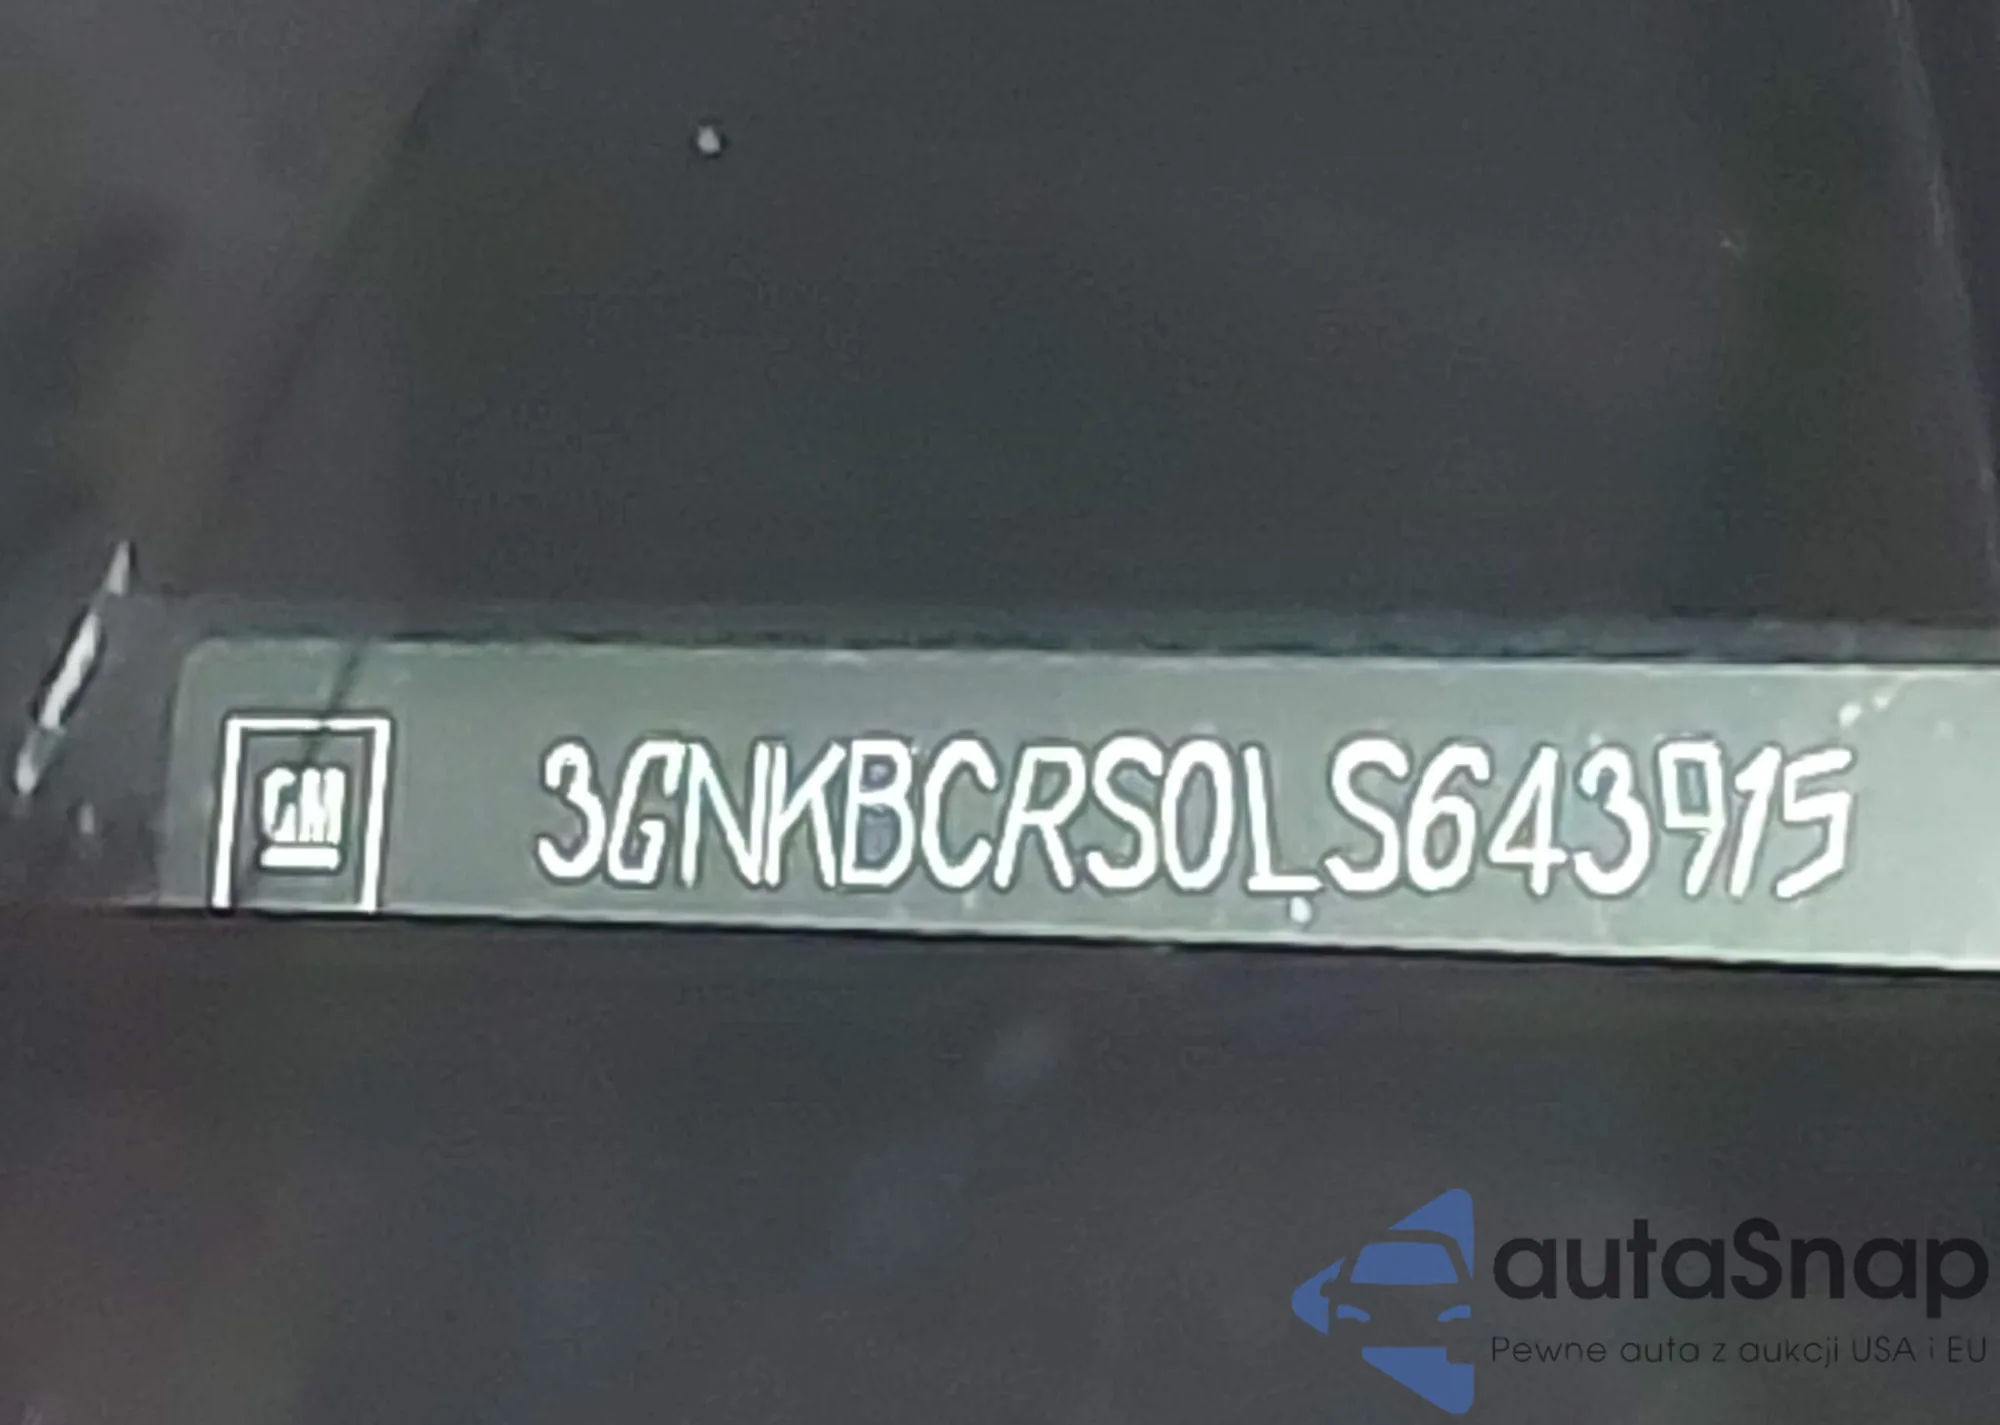 GM
3GNKBCRS0LS643915
autaSnap
Pewne auta z aukcji USA i EU